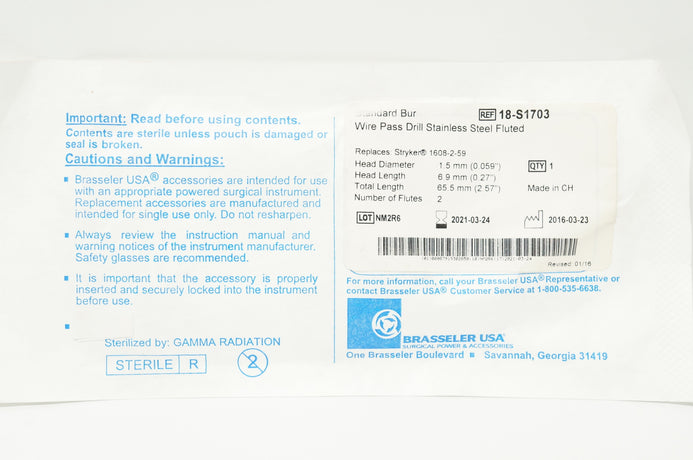 Important: Read before using contents.
Contents are sterile unless pouch is damaged or
seal is broken.
Cautions and Warnings:
Brasseler USA® accessories are intended for use
with an appropriate powered surgical instrument.
Replacement accessories are manufactured and
intended for single use only. Do not resharpen.
Always review the instruction manual and
warning notices of the instrument manufacturer.
Safety glasses are recommended.
It is important that the accessory is properly
inserted and securely locked into the instrument
before use.
Sterilized by: GAMMA RADIATION
STERILE R
2
Standard Bur REF 18-S1703
Wire Pass Drill Stainless Steel Fluted
Replaces Stryker® 1608-2-59
Head Diameter 1.5 mm (0.059") QTY 1
Head Length 6.9 mm (0.27")
Total Length 65.5 mm (2.57") Made in CH
Number of Flutes 2
LOT NM2R6 2021-03-24 2016-03-23
Revised 01/16
For more information, call your Brasseler USA® Representative or
contact Brasseler USA® Customer Service at 1-800-535-6638.
BRASSELER USA®
SURGICAL POWER & ACCESSORIES
One Brasseler Boulevard ■ Savannah, Georgia 31419